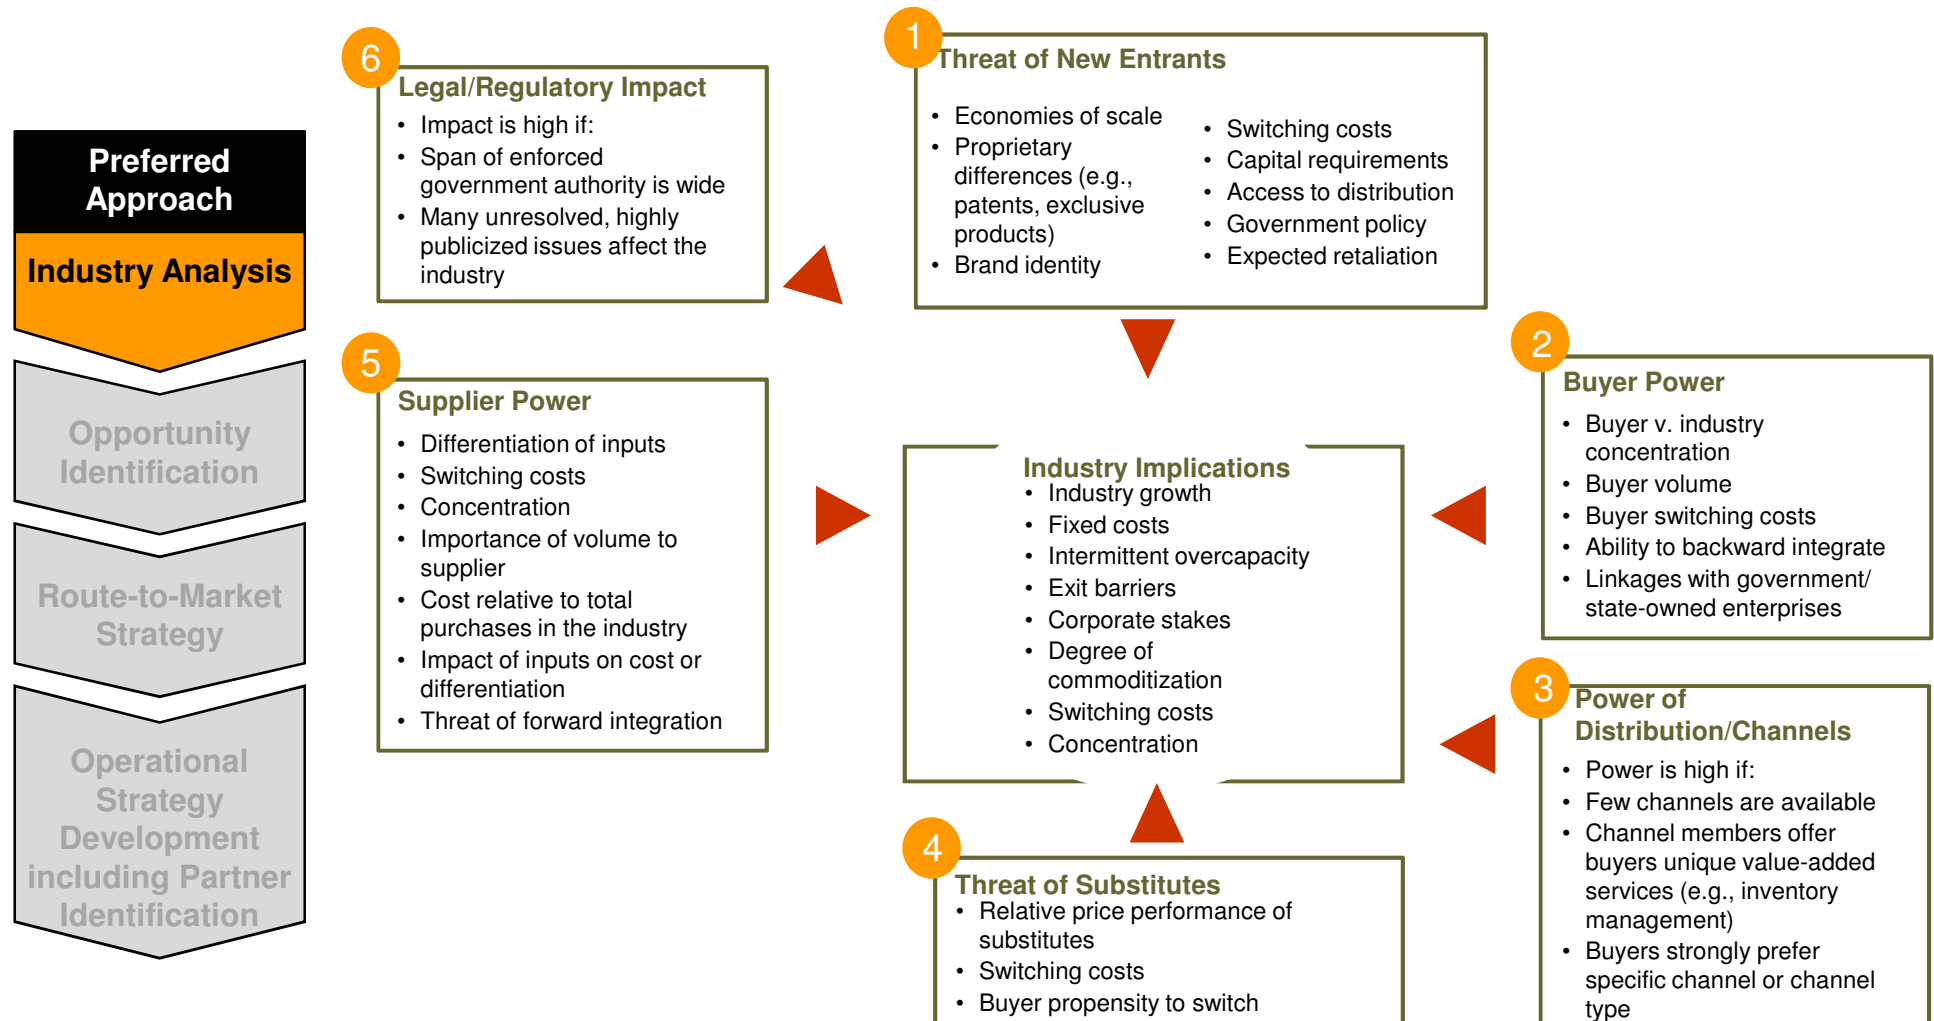 Preferred
Approach
Industry Analysis
Opportunity
Identification
Route-to-Market
Strategy
Operational
Strategy
Development
including Partner
Identification
6
Legal/Regulatory Impact
• Impact is high if:
• Span of enforced
government authority is wide
• Many unresolved, highly
publicized issues affect the
industry
1
Threat of New Entrants
• Economies of scale
• Proprietary
differences (e.g.,
patents, exclusive
products)
• Brand identity
• Switching costs
• Capital requirements
• Access to distribution
• Government policy
• Expected retaliation
5
Supplier Power
• Differentiation of inputs
• Switching costs
• Concentration
• Importance of volume to
supplier
• Cost relative to total
purchases in the industry
• Impact of inputs on cost or
differentiation
• Threat of forward integration
Industry Implications
• Industry growth
• Fixed costs
• Intermittent overcapacity
• Exit barriers
• Corporate stakes
• Degree of
commoditization
• Switching costs
• Concentration
2
Buyer Power
• Buyer v. industry
concentration
• Buyer volume
• Buyer switching costs
• Ability to backward integrate
• Linkages with government/
state-owned enterprises
3
Power of
Distribution/Channels
• Power is high if:
• Few channels are available
• Channel members offer
buyers unique value-added
services (e.g., inventory
management)
• Buyers strongly prefer
specific channel or channel
type
4
Threat of Substitutes
• Relative price performance of
substitutes
• Switching costs
• Buyer propensity to switch